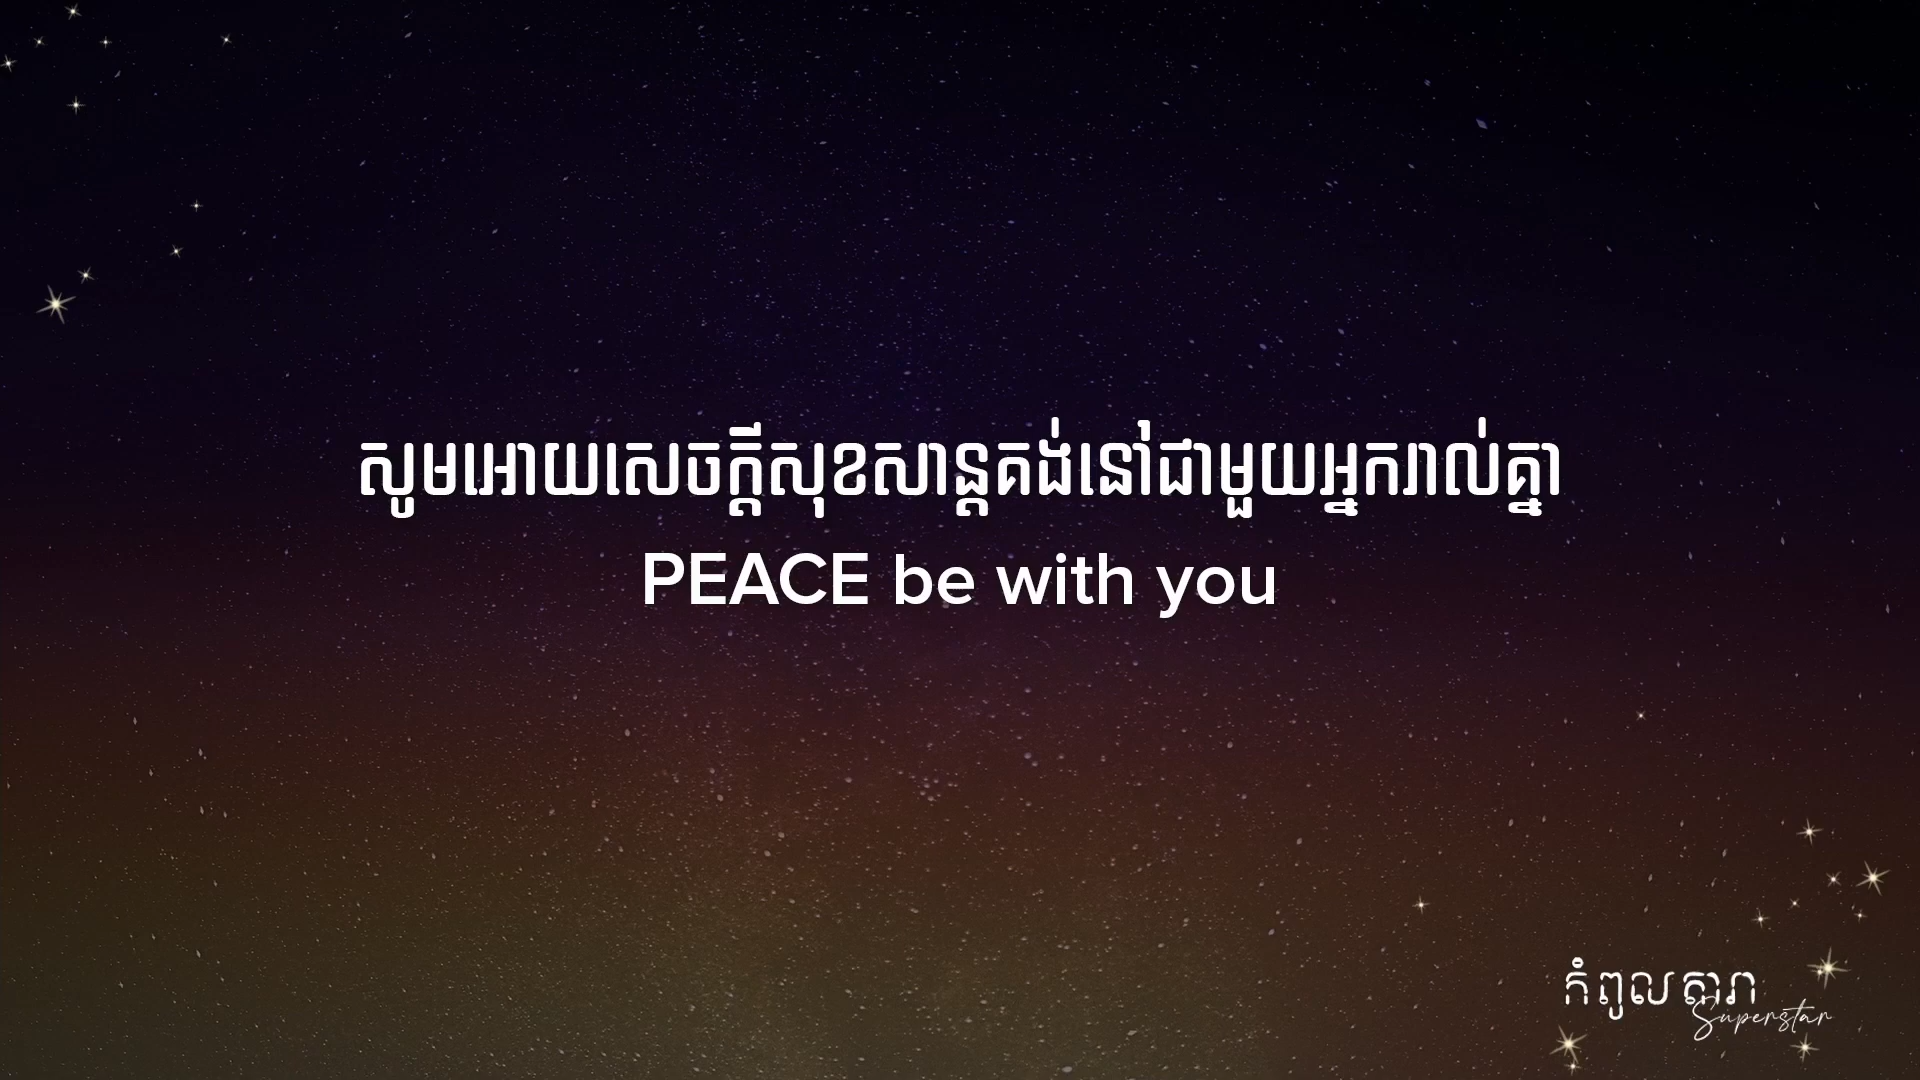 សូមអោយសេចក្ដីសុខសាន្តគង់នៅជាមួយអ្នករាល់គ្នា
PEACE be with you
កំពូលតារា
Superstar